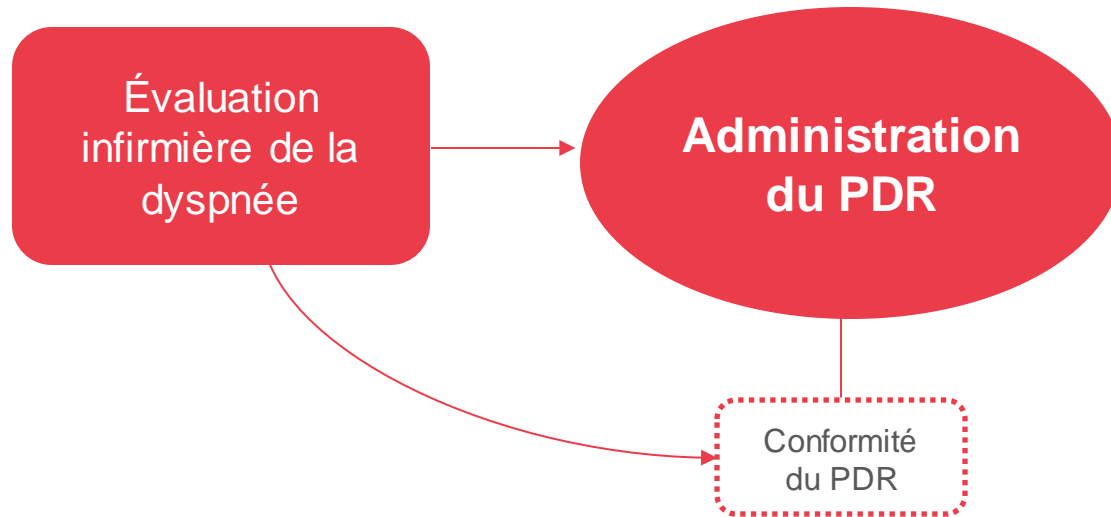 Évaluation
infirmière de la
dyspnée
Administration
du PDR
Conformité
du PDR